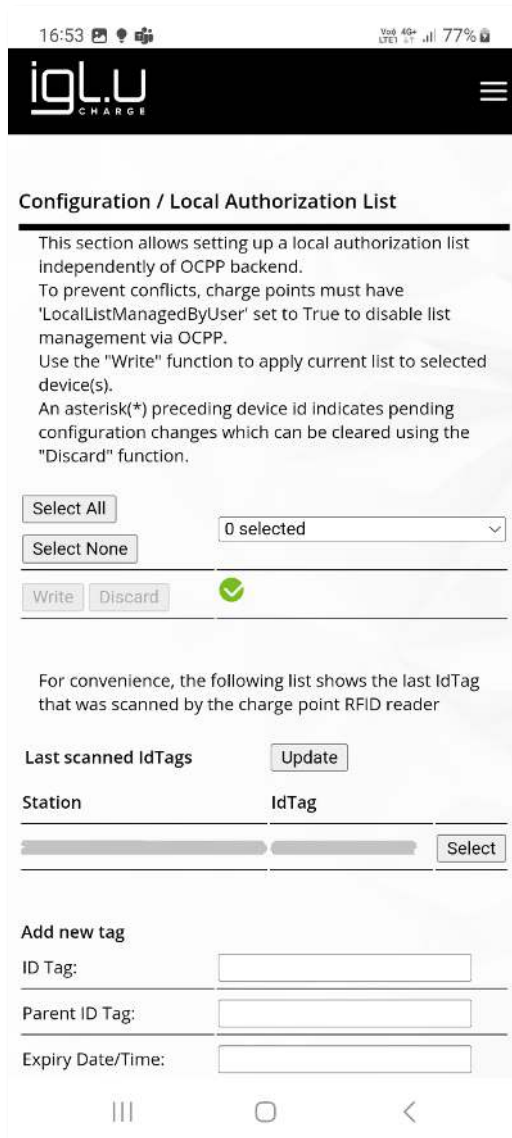 16:53
Vo) 4G+ LTE1 77%
igL.U
CHARGE
Configuration / Local Authorization List
This section allows setting up a local authorization list
independently of OCPP backend.
To prevent conflicts, charge points must have
'LocalListManagedByUser' set to True to disable list
management via OCPP.
Use the "Write" function to apply current list to selected
device(s).
An asterisk(*) preceding device id indicates pending
configuration changes which can be cleared using the
"Discard" function.
Select All
0 selected
Select None
Write Discard
For convenience, the following list shows the last IdTag
that was scanned by the charge point RFID reader
Last scanned IdTags Update
Station IdTag
Select
Add new tag
ID Tag:
Parent ID Tag:
Expiry Date/Time: